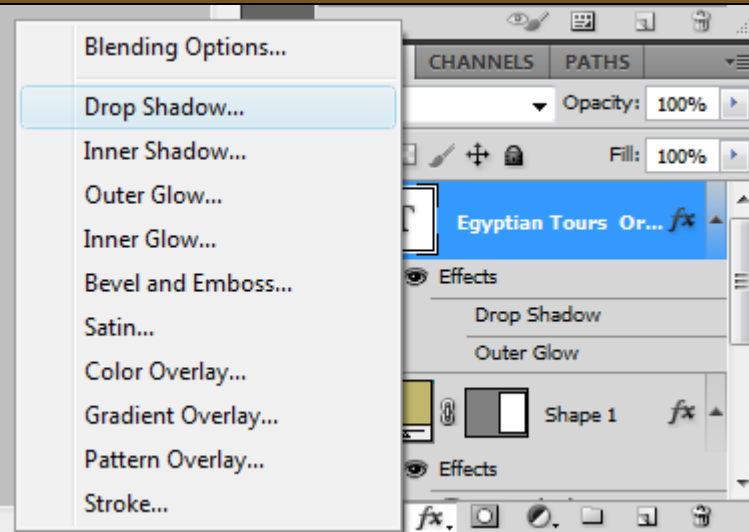 Blending Options...
Drop Shadow...
Inner Shadow...
Outer Glow...
Inner Glow...
Bevel and Emboss...
Satin...
Color Overlay...
Gradient Overlay...
Pattern Overlay...
Stroke...
CHANNELS PATHS
Opacity: 100%
Fill: 100%
T Egyptian Tours Or... fx
Effects
Drop Shadow
Outer Glow
Shape 1 fx
Effects
fx.